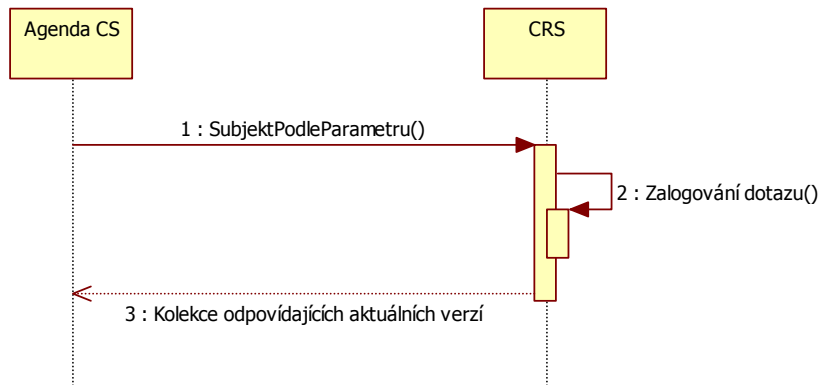 Agenda CS
CRS
1 : SubjektPodleParametru()
2 : Zalogování dotazu()
3 : Kolekce odpovídajících aktuálních verzí